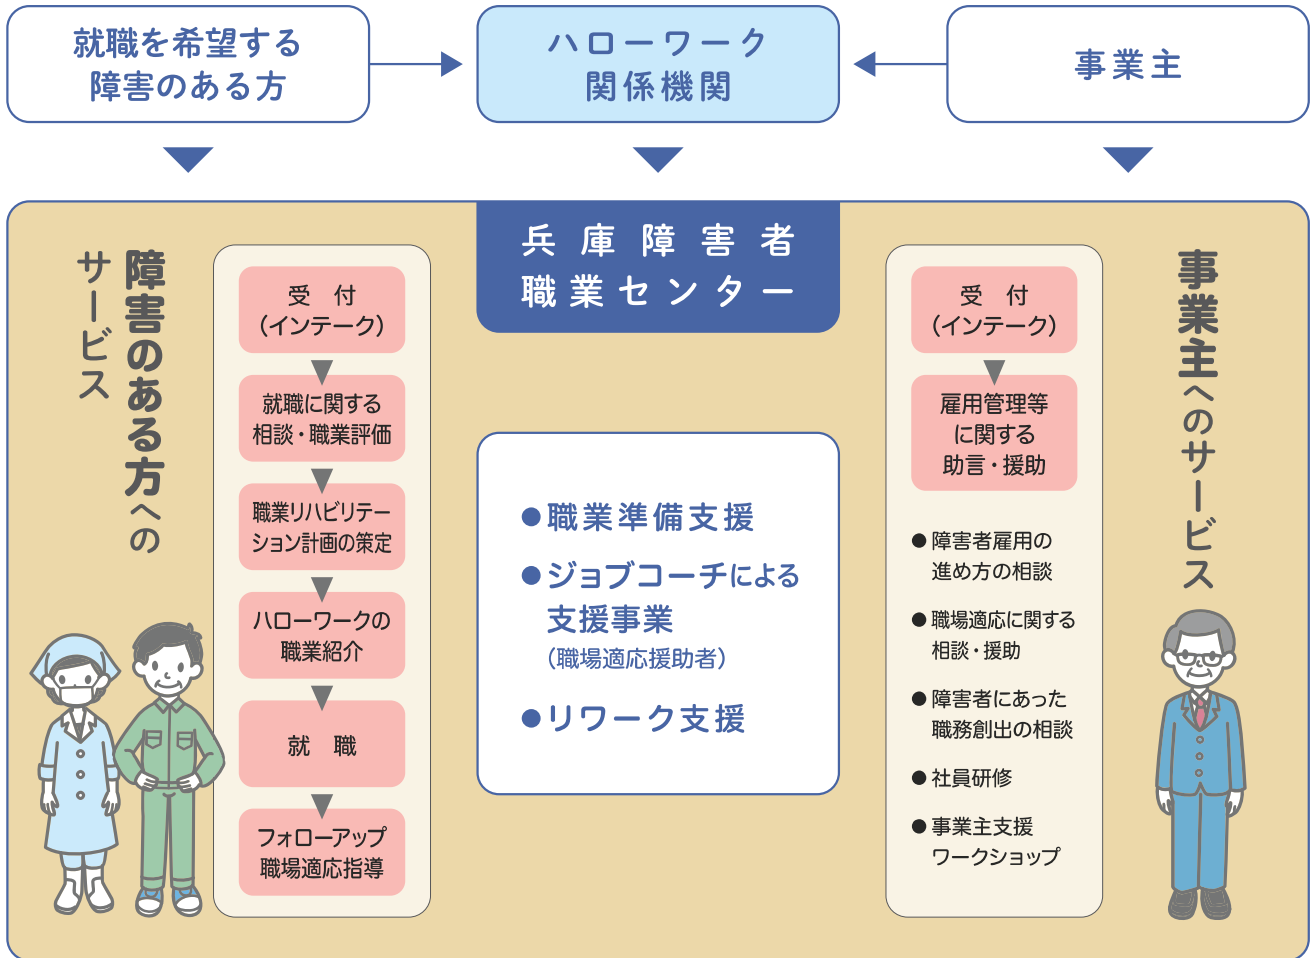 就職を希望する
障害のある方
ハローワーク
関係機関
事業主
兵庫障害者
職業センター
障害のある方への
サービス
受　付
（インテーク）
就職に関する
相談・職業評価
職業リハビリテー
ション計画の策定
ハローワークの
職業紹介
就　職
フォローアップ
職場適応指導
●職業準備支援
●ジョブコーチによる
支援事業
（職場適応援助者）
●リワーク支援
受　付
（インテーク）
雇用管理等
に関する
助言・援助
●障害者雇用の
進め方の相談
●職場適応に関する
相談・援助
●障害者にあった
職務創出の相談
●社員研修
●事業主支援
ワークショップ
事業主へのサービス